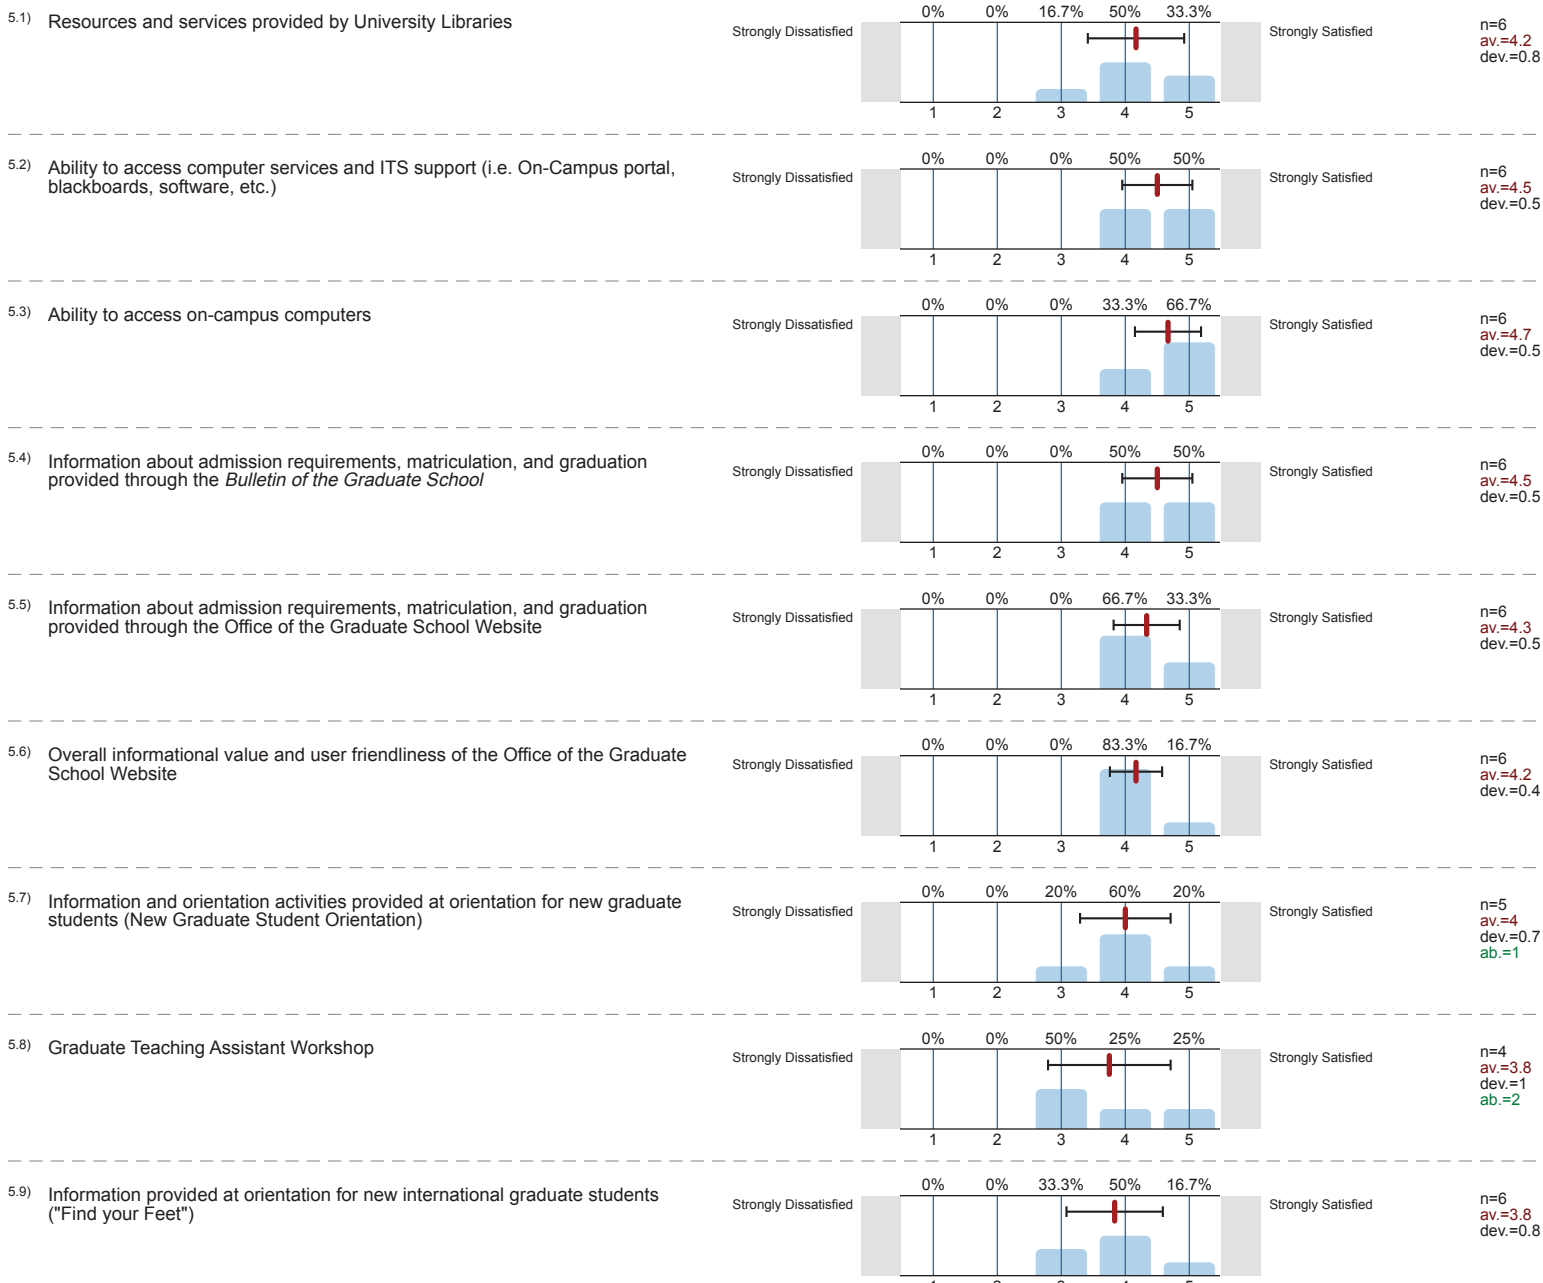 5.1) Resources and services provided by University Libraries
0% 0% 16.7% 50% 33.3%
Strongly Dissatisfied
Strongly Satisfied
n=6
av.=4.2
dev.=0.8
1 2 3 4 5
5.2) Ability to access computer services and ITS support (i.e. On-Campus portal,
blackboards, software, etc.)
0% 0% 0% 50% 50%
Strongly Dissatisfied
Strongly Satisfied
n=6
av.=4.5
dev.=0.5
1 2 3 4 5
5.3) Ability to access on-campus computers
0% 0% 0% 33.3% 66.7%
Strongly Dissatisfied
Strongly Satisfied
n=6
av.=4.7
dev.=0.5
1 2 3 4 5
5.4) Information about admission requirements, matriculation, and graduation
provided through the Bulletin of the Graduate School
0% 0% 0% 50% 50%
Strongly Dissatisfied
Strongly Satisfied
n=6
av.=4.5
dev.=0.5
1 2 3 4 5
5.5) Information about admission requirements, matriculation, and graduation
provided through the Office of the Graduate School Website
0% 0% 0% 66.7% 33.3%
Strongly Dissatisfied
Strongly Satisfied
n=6
av.=4.3
dev.=0.5
1 2 3 4 5
5.6) Overall informational value and user friendliness of the Office of the Graduate
School Website
0% 0% 0% 83.3% 16.7%
Strongly Dissatisfied
Strongly Satisfied
n=6
av.=4.2
dev.=0.4
1 2 3 4 5
5.7) Information and orientation activities provided at orientation for new graduate
students (New Graduate Student Orientation)
0% 0% 20% 60% 20%
Strongly Dissatisfied
Strongly Satisfied
n=5
av.=4
dev.=0.7
ab.=1
1 2 3 4 5
5.8) Graduate Teaching Assistant Workshop
0% 0% 50% 25% 25%
Strongly Dissatisfied
Strongly Satisfied
n=4
av.=3.8
dev.=1
ab.=2
1 2 3 4 5
5.9) Information provided at orientation for new international graduate students
("Find your Feet")
0% 0% 33.3% 50% 16.7%
Strongly Dissatisfied
Strongly Satisfied
n=6
av.=3.8
dev.=0.8